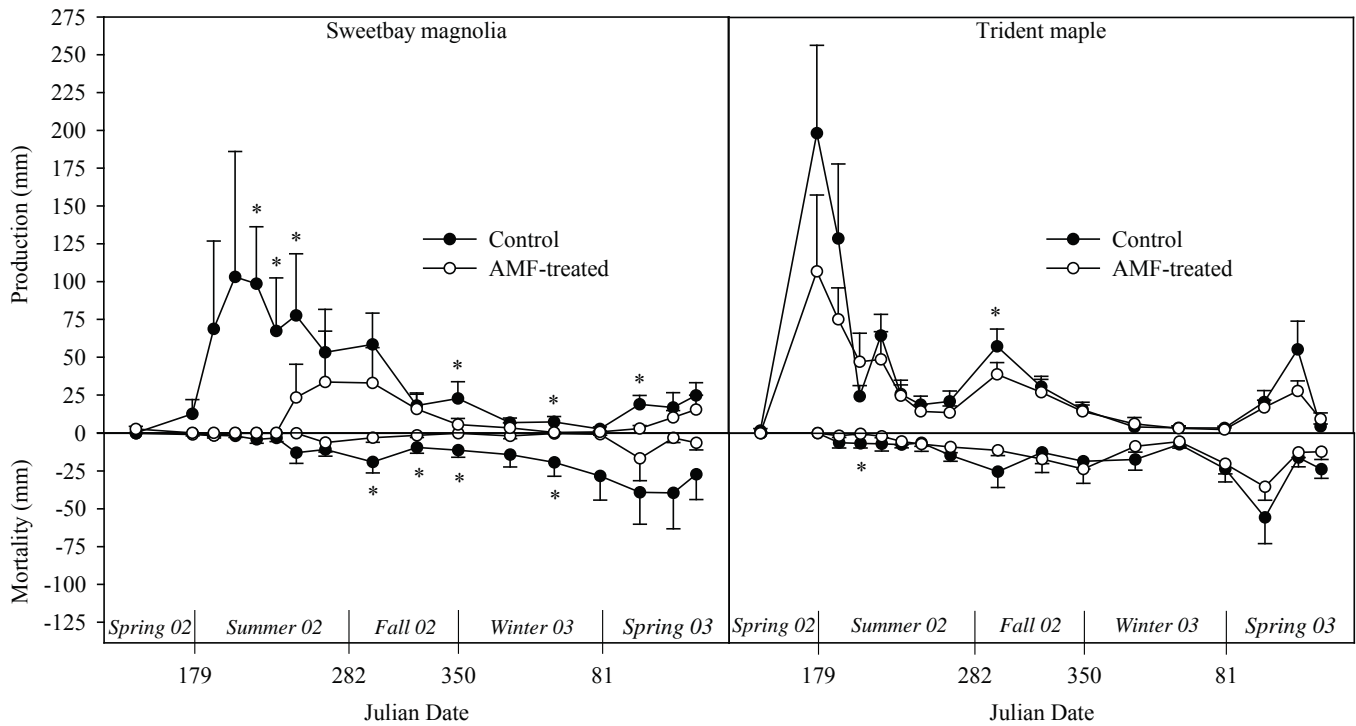 Sweetbay magnolia
Trident maple
Production (mm)
Mortality (mm)
275
250
225
200
175
150
125
100
75
50
25
0
-25
-50
-75
-100
-125
* * *
* *
*
* * * *
Control
AMF-treated
*
*
Control
AMF-treated
Spring 02 Summer 02 Fall 02 Winter 03 Spring 03
Spring 02 Summer 02 Fall 02 Winter 03 Spring 03
179 282 350 81
179 282 350 81
Julian Date
Julian Date